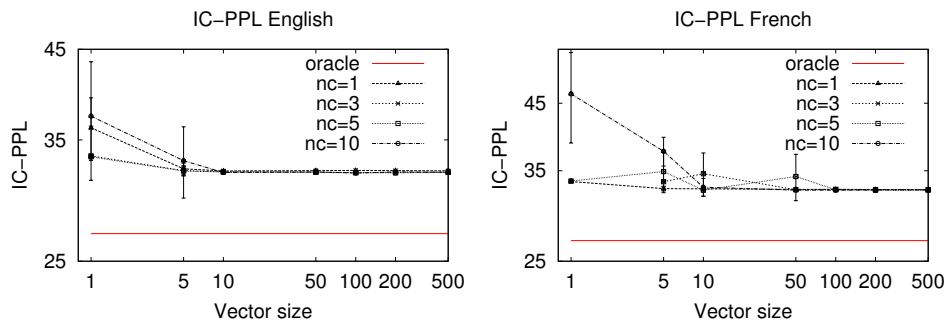 IC-PPL English
45
35
25
IC-PPL
oracle
nc=1
nc=3
nc=5
nc=10
1 5 10 50 100 200 500
Vector size
IC-PPL French
45
35
25
IC-PPL
oracle
nc=1
nc=3
nc=5
nc=10
1 5 10 50 100 200 500
Vector size